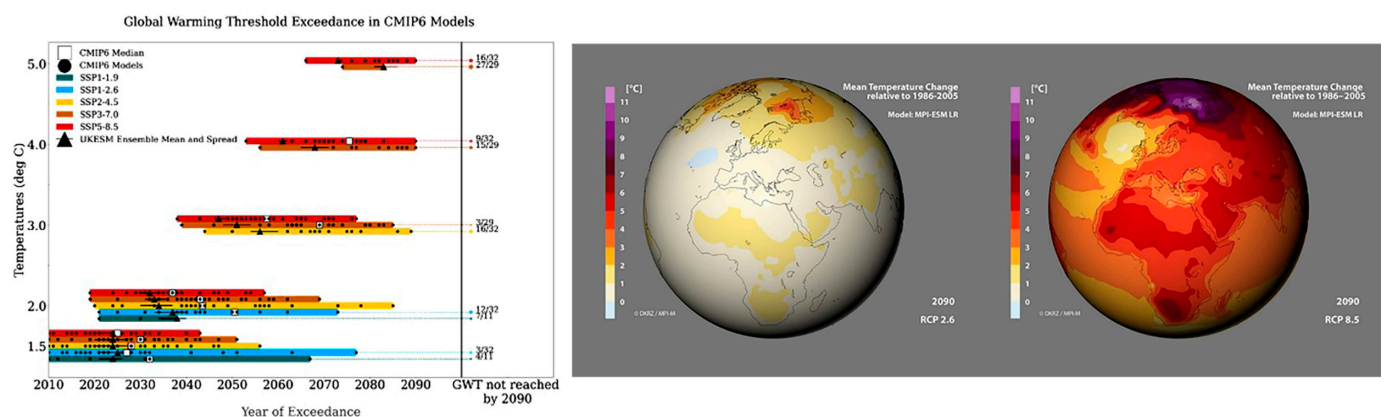 Global Warming Threshold Exceedance in CMIP6 Models
CMIP6 Median
CMIP6 Models
SSP1-1.9
SSP1-2.6
SSP2-4.5
SSP3-7.0
SSP5-8.5
UKESM Ensemble Mean and Spread
Temperatures (deg C)
5.0
4.0
3.0
2.0
1.5
16/32
27/29
9/32
15/29
3/29
16/32
12/32
7/11
3/32
4/11
2010 2020 2030 2040 2050 2060 2070 2080 2090 GWT not reached
by 2090
Year of Exceedance
[°C]
11
10
9
8
7
6
5
4
3
2
1
0
Mean Temperature Change
relative to 1986-2005
Model: MPI-ESM LR
2090
RCP 2.6
© DKRZ / MPI-M
[°C]
11
10
9
8
7
6
5
4
3
2
1
0
Mean Temperature Change
relative to 1986–2005
Model: MPI-ESM LR
2090
RCP 8.5
© DKRZ / MPI-M